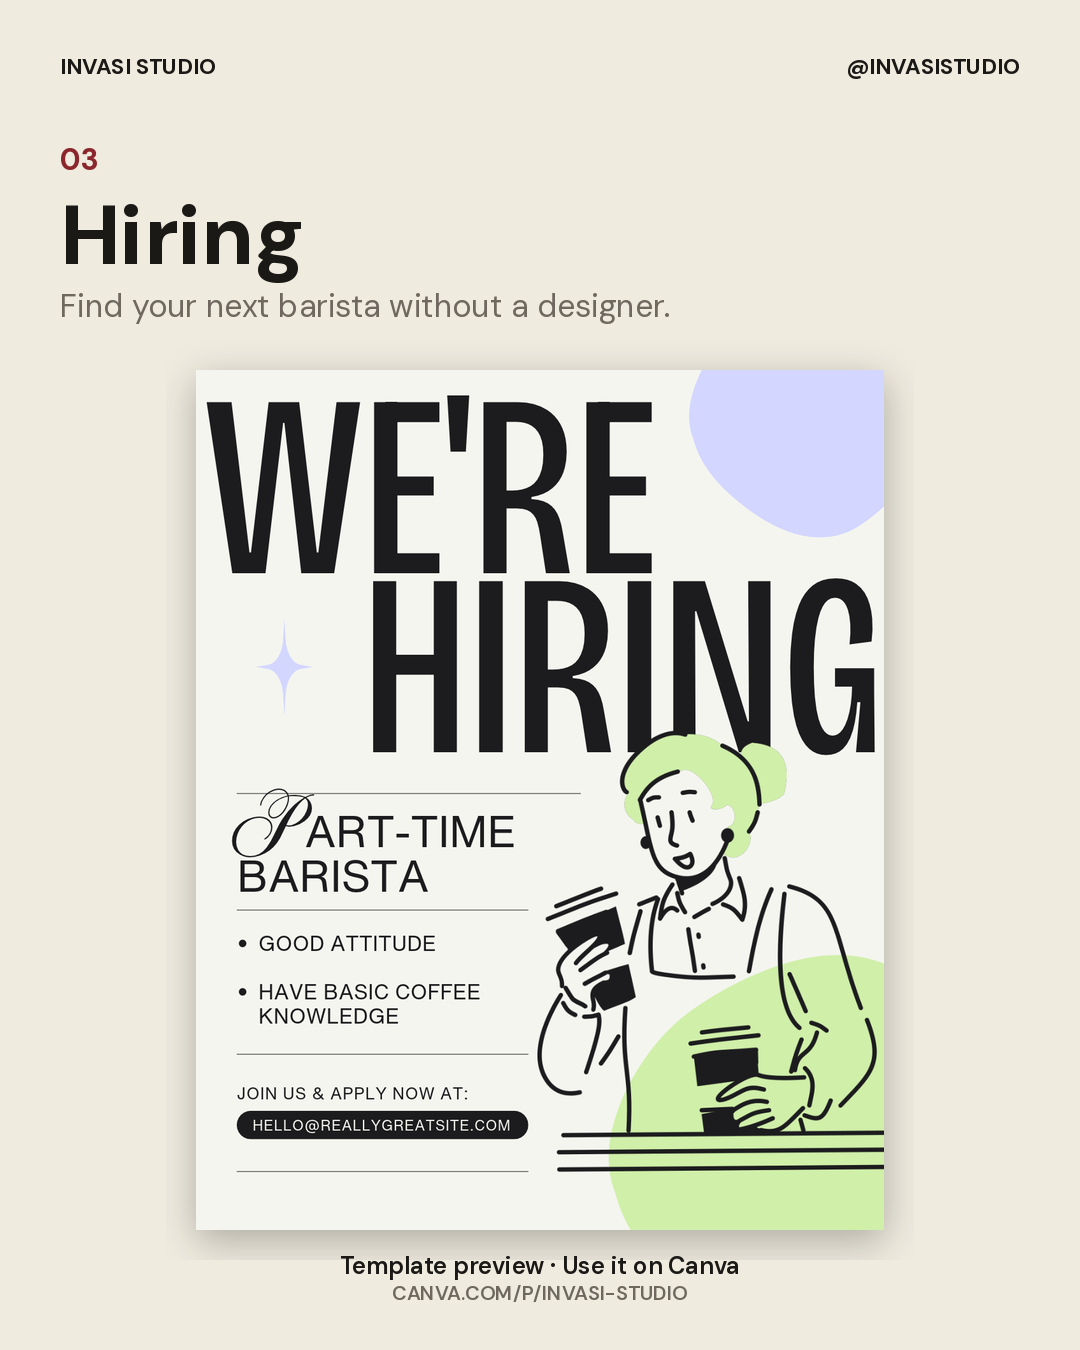 INVASI STUDIO
@INVASISTUDIO
03
Hiring
Find your next barista without a designer.
WE'RE
HIRING
PART-TIME
BARISTA
• GOOD ATTITUDE
• HAVE BASIC COFFEE
KNOWLEDGE
JOIN US & APPLY NOW AT:
HELLO@REALLYGREATSITE.COM
Template preview · Use it on Canva
CANVA.COM/P/INVASI-STUDIO